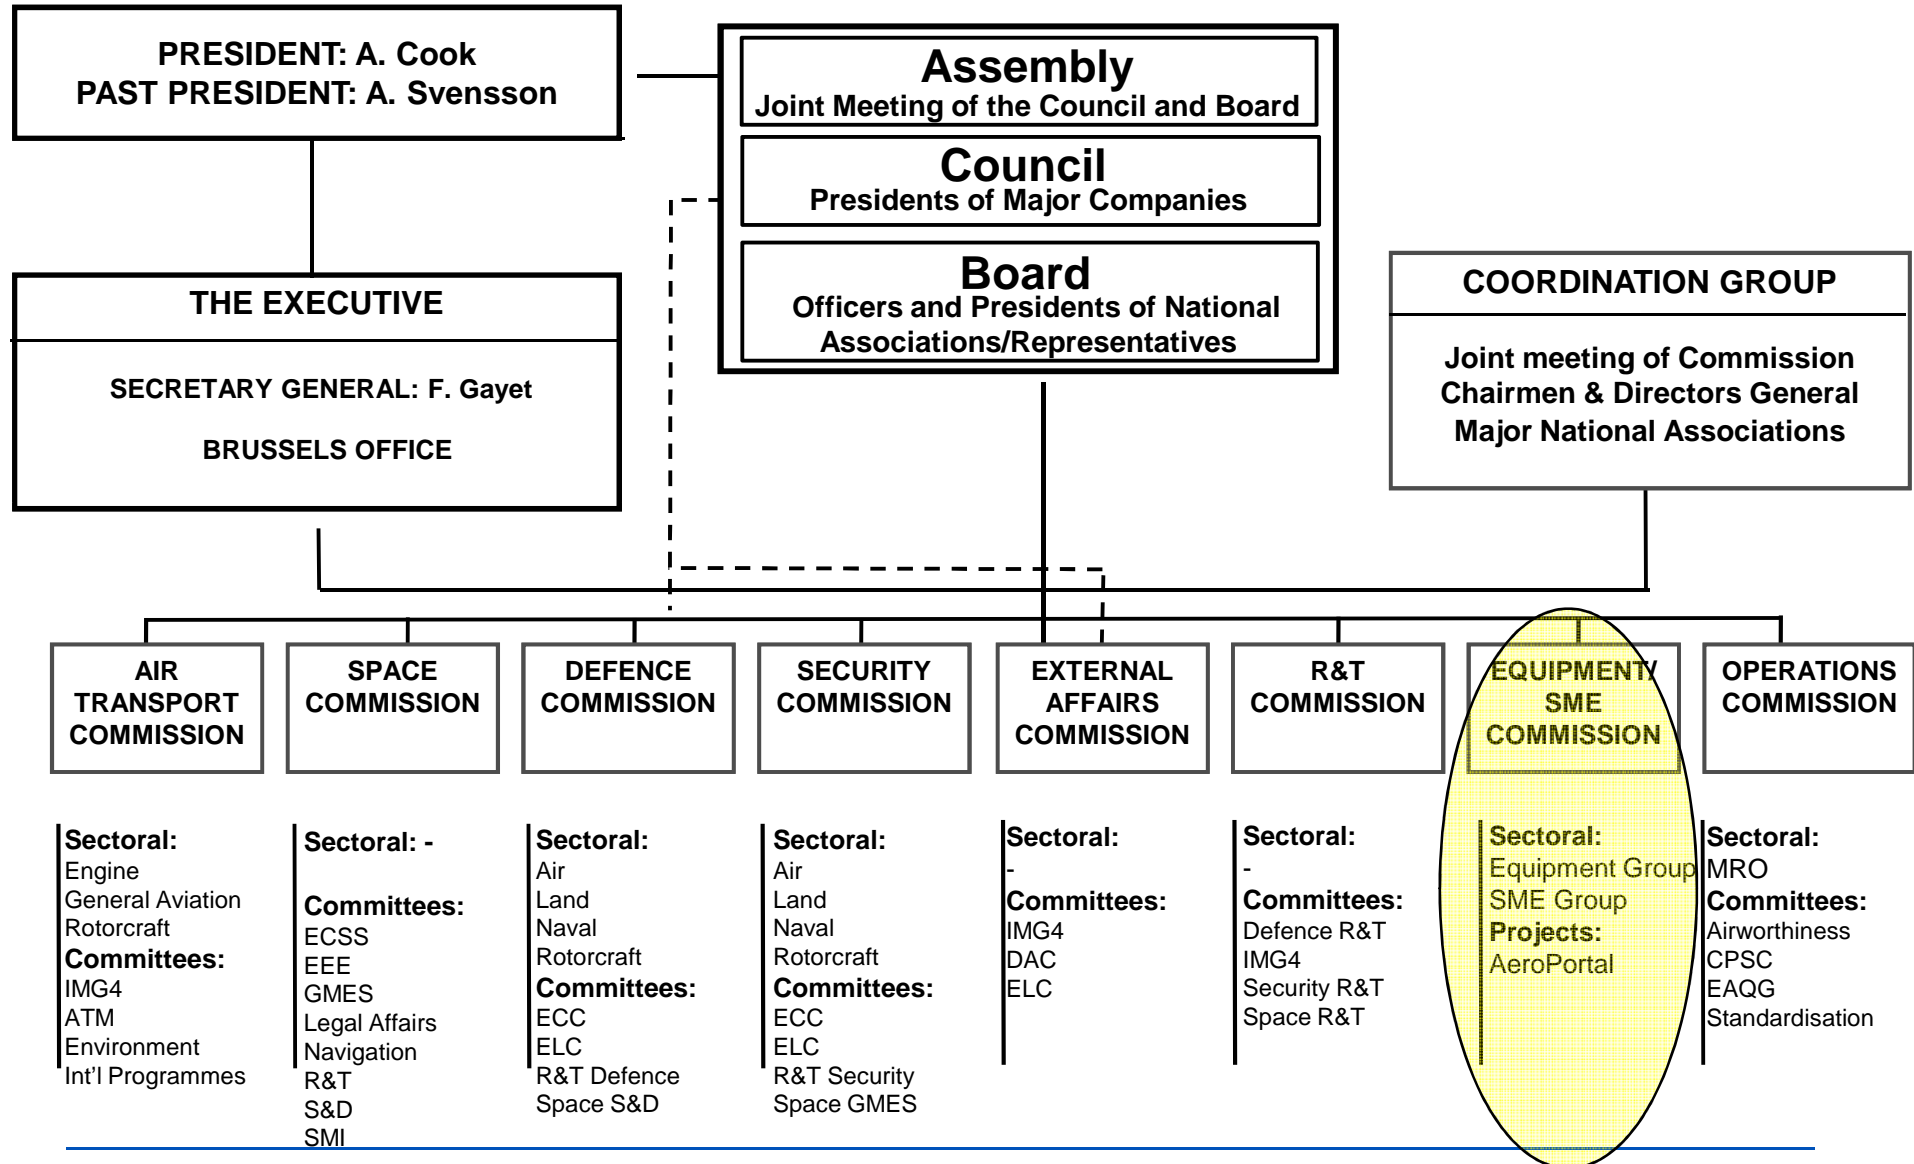 PRESIDENT: A. Cook
PAST PRESIDENT: A. Svensson
Assembly
Joint Meeting of the Council and Board
Council
Presidents of Major Companies
Board
Officers and Presidents of National
Associations/Representatives
THE EXECUTIVE
SECRETARY GENERAL: F. Gayet
BRUSSELS OFFICE
COORDINATION GROUP
Joint meeting of Commission
Chairmen & Directors General
Major National Associations
AIR
TRANSPORT
COMMISSION
SPACE
COMMISSION
DEFENCE
COMMISSION
SECURITY
COMMISSION
EXTERNAL
AFFAIRS
COMMISSION
R&T
COMMISSION
EQUIPMENT/
SME
COMMISSION
OPERATIONS
COMMISSION
Sectoral:
Engine
General Aviation
Rotorcraft
Committees:
IMG4
ATM
Environment
Int'l Programmes
Sectoral: -
Committees:
ECSS
EEE
GMES
Legal Affairs
Navigation
R&T
S&D
SMI
Sectoral:
Air
Land
Naval
Rotorcraft
Committees:
ECC
ELC
R&T Defence
Space S&D
Sectoral:
Air
Land
Naval
Rotorcraft
Committees:
ECC
ELC
R&T Security
Space GMES
Sectoral:
-
Committees:
IMG4
DAC
ELC
Sectoral:
-
Committees:
Defence R&T
IMG4
Security R&T
Space R&T
Sectoral:
Equipment Group
SME Group
Projects:
AeroPortal
Sectoral:
MRO
Committees:
Airworthiness
CPSC
EAQG
Standardisation